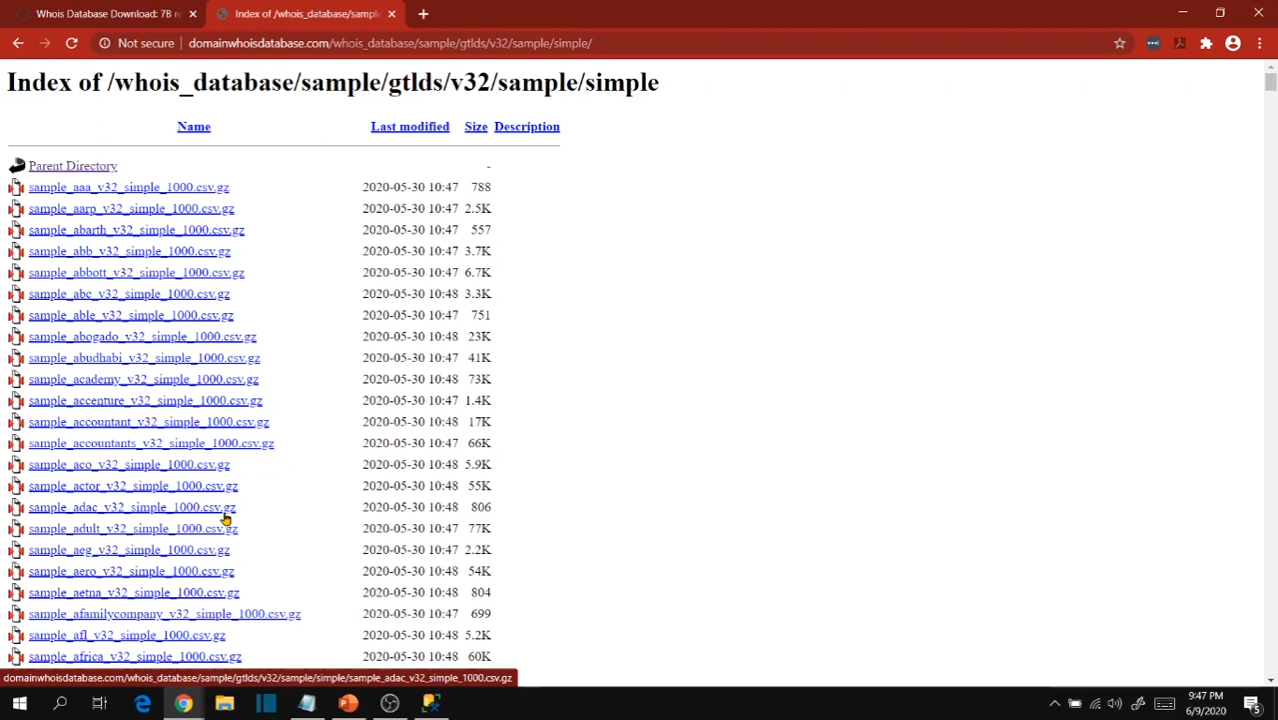 Whois Database Download: 7B re
Index of /whois_database/sample
Not secure
domainwhoisdatabase.com/whois_database/sample/gtlds/v32/sample/simple/
Index of /whois_database/sample/gtlds/v32/sample/simple
Name Last modified Size Description
Parent Directory -
sample_aaa_v32_simple_1000.csv.gz 2020-05-30 10:47 788
sample_aarp_v32_simple_1000.csv.gz 2020-05-30 10:47 2.5K
sample_abarth_v32_simple_1000.csv.gz 2020-05-30 10:47 557
sample_abb_v32_simple_1000.csv.gz 2020-05-30 10:47 3.7K
sample_abbott_v32_simple_1000.csv.gz 2020-05-30 10:47 6.7K
sample_abc_v32_simple_1000.csv.gz 2020-05-30 10:48 3.3K
sample_able_v32_simple_1000.csv.gz 2020-05-30 10:47 751
sample_abogado_v32_simple_1000.csv.gz 2020-05-30 10:48 23K
sample_abudhabi_v32_simple_1000.csv.gz 2020-05-30 10:47 41K
sample_academy_v32_simple_1000.csv.gz 2020-05-30 10:48 73K
sample_accenture_v32_simple_1000.csv.gz 2020-05-30 10:47 1.4K
sample_accountant_v32_simple_1000.csv.gz 2020-05-30 10:48 17K
sample_accountants_v32_simple_1000.csv.gz 2020-05-30 10:47 66K
sample_aco_v32_simple_1000.csv.gz 2020-05-30 10:48 5.9K
sample_actor_v32_simple_1000.csv.gz 2020-05-30 10:48 55K
sample_adac_v32_simple_1000.csv.gz 2020-05-30 10:48 806
sample_adult_v32_simple_1000.csv.gz 2020-05-30 10:47 77K
sample_aeg_v32_simple_1000.csv.gz 2020-05-30 10:47 2.2K
sample_aero_v32_simple_1000.csv.gz 2020-05-30 10:48 54K
sample_aetna_v32_simple_1000.csv.gz 2020-05-30 10:48 804
sample_afamilycompany_v32_simple_1000.csv.gz 2020-05-30 10:47 699
sample_afl_v32_simple_1000.csv.gz 2020-05-30 10:48 5.2K
sample_africa_v32_simple_1000.csv.gz 2020-05-30 10:48 60K
domainwhoisdatabase.com/whois_database/sample/gtlds/v32/sample/simple/sample_adac_v32_simple_1000.csv.gz
9:47 PM
6/9/2020
5